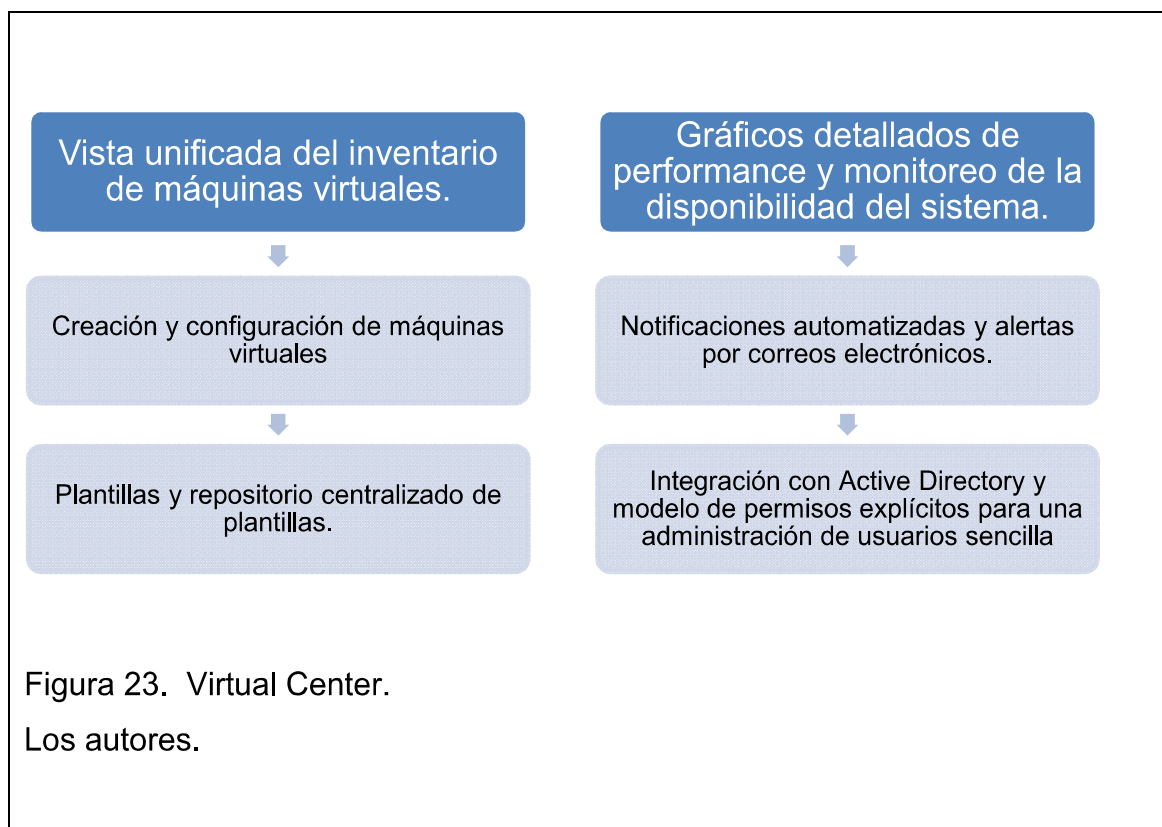 Vista unificada del inventario
de máquinas virtuales.
Creación y configuración de máquinas
virtuales
Plantillas y repositorio centralizado de
plantillas.
Gráficos detallados de
performance y monitoreo de la
disponibilidad del sistema.
Notificaciones automatizadas y alertas
por correos electrónicos.
Integración con Active Directory y
modelo de permisos explícitos para una
administración de usuarios sencilla
Figura 23.  Virtual Center.
Los autores.